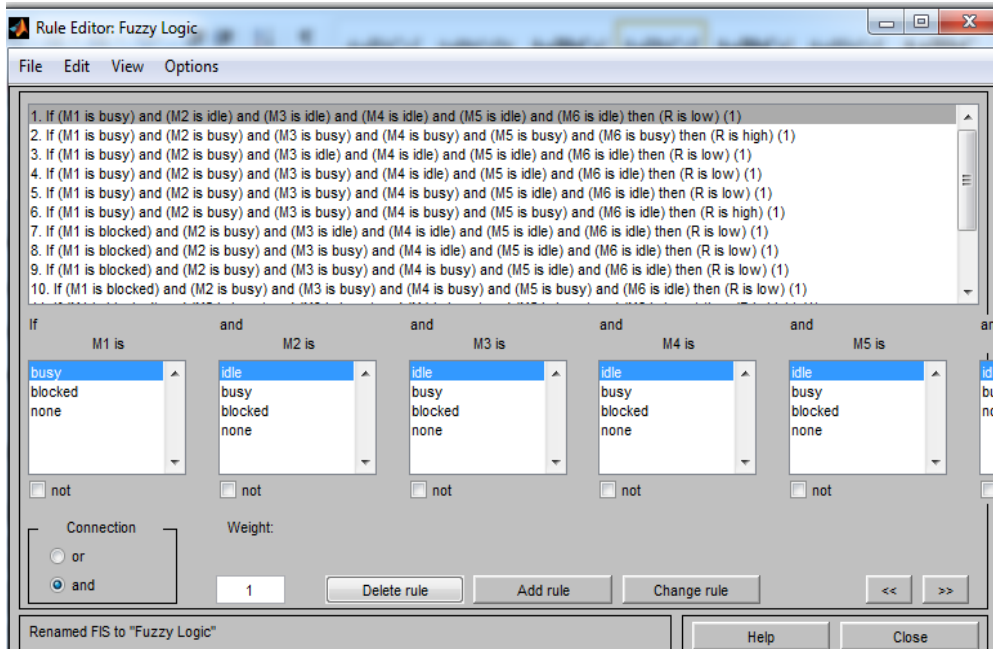 Rule Editor: Fuzzy Logic
File Edit View Options
1. If (M1 is busy) and (M2 is idle) and (M3 is idle) and (M4 is idle) and (M5 is idle) and (M6 is idle) then (R is low) (1)
2. If (M1 is busy) and (M2 is busy) and (M3 is busy) and (M4 is busy) and (M5 is busy) and (M6 is busy) then (R is high) (1)
3. If (M1 is busy) and (M2 is busy) and (M3 is idle) and (M4 is idle) and (M5 is idle) and (M6 is idle) then (R is low) (1)
4. If (M1 is busy) and (M2 is busy) and (M3 is busy) and (M4 is idle) and (M5 is idle) and (M6 is idle) then (R is low) (1)
5. If (M1 is busy) and (M2 is busy) and (M3 is busy) and (M4 is busy) and (M5 is idle) and (M6 is idle) then (R is low) (1)
6. If (M1 is busy) and (M2 is busy) and (M3 is busy) and (M4 is busy) and (M5 is busy) and (M6 is idle) then (R is high) (1)
7. If (M1 is blocked) and (M2 is busy) and (M3 is idle) and (M4 is idle) and (M5 is idle) and (M6 is idle) then (R is low) (1)
8. If (M1 is blocked) and (M2 is busy) and (M3 is busy) and (M4 is idle) and (M5 is idle) and (M6 is idle) then (R is low) (1)
9. If (M1 is blocked) and (M2 is busy) and (M3 is busy) and (M4 is busy) and (M5 is idle) and (M6 is idle) then (R is low) (1)
10. If (M1 is blocked) and (M2 is busy) and (M3 is busy) and (M4 is busy) and (M5 is busy) and (M6 is idle) then (R is low) (1)
If and and and and
M1 is M2 is M3 is M4 is M5 is
busy idle idle idle idle
blocked busy busy busy busy
none blocked blocked blocked blocked
none none none none
not not not not not
Connection Weight:
or
and 1 Delete rule Add rule Change rule << >>
Renamed FIS to "Fuzzy Logic" Help Close